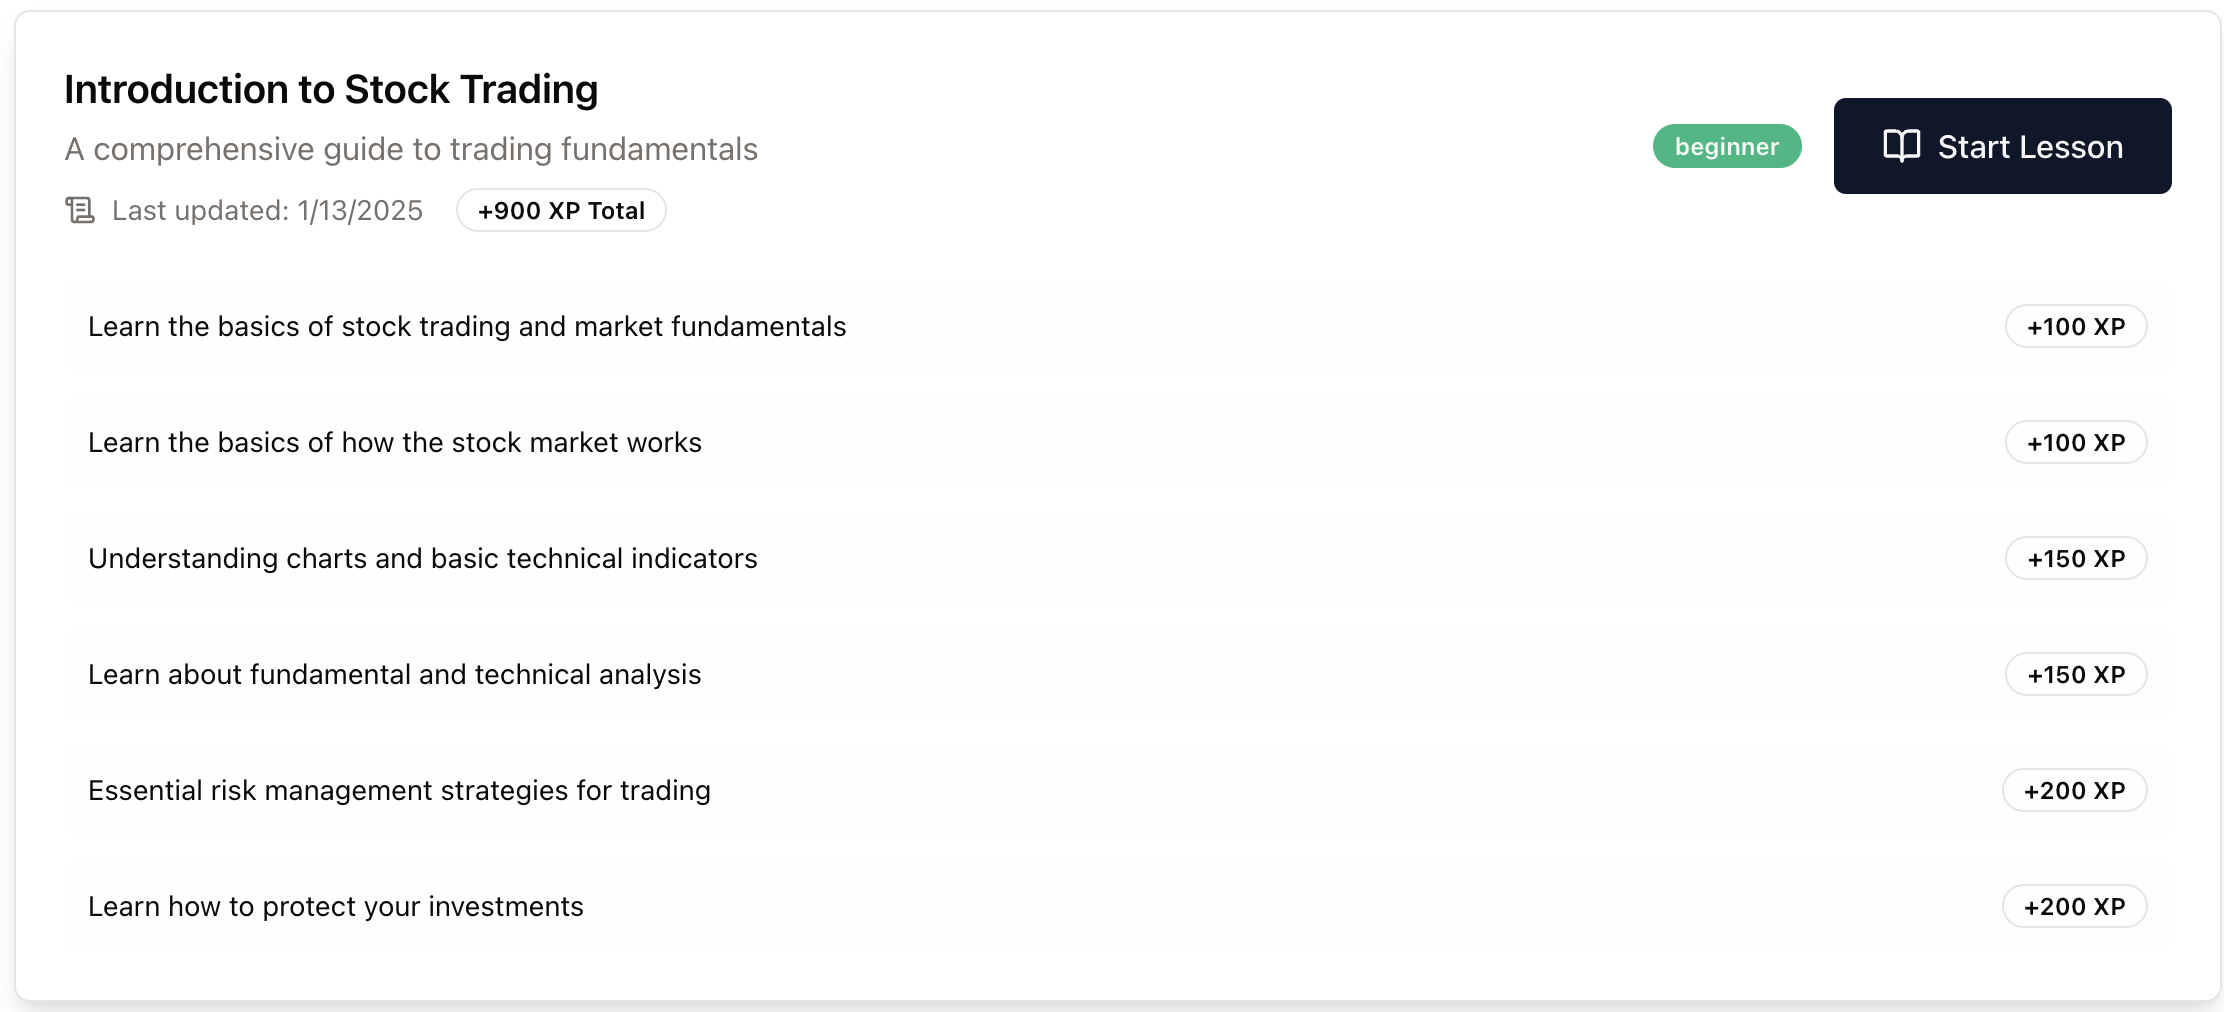 Introduction to Stock Trading
A comprehensive guide to trading fundamentals
Last updated: 1/13/2025
+900 XP Total
beginner
Start Lesson
Learn the basics of stock trading and market fundamentals
+100 XP
Learn the basics of how the stock market works
+100 XP
Understanding charts and basic technical indicators
+150 XP
Learn about fundamental and technical analysis
+150 XP
Essential risk management strategies for trading
+200 XP
Learn how to protect your investments
+200 XP